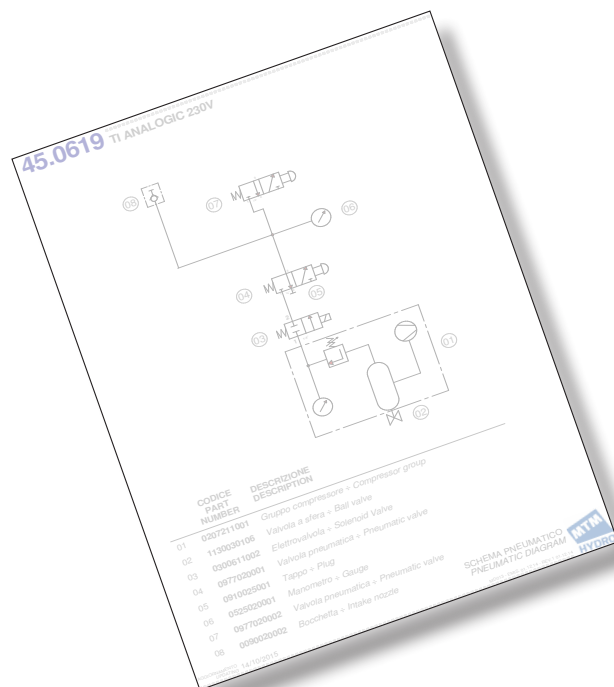 45.0619 TI ANALOGIC 230V
08
07
06
04
05
03
01
02
CODICE
PART
NUMBER
DESCRIZIONE
DESCRIPTION
01 0207211001 Gruppo compressore ÷ Compressor group
02 1130030106 Valvola a sfera ÷ Ball valve
03 0300611002 Elettrovalvola ÷ Solenoid Valve
04 0977020001 Valvola pneumatica ÷ Pneumatic valve
05 0910025001 Tappo ÷ Plug
06 0525020001 Manometro ÷ Gauge
07 0977020002 Valvola pneumatica ÷ Pneumatic valve
08 0090020002 Bocchetta ÷ Intake nozzle
SCHEMA PNEUMATICO
PNEUMATIC DIAGRAM
MTM
HYDRO
14/10/2015